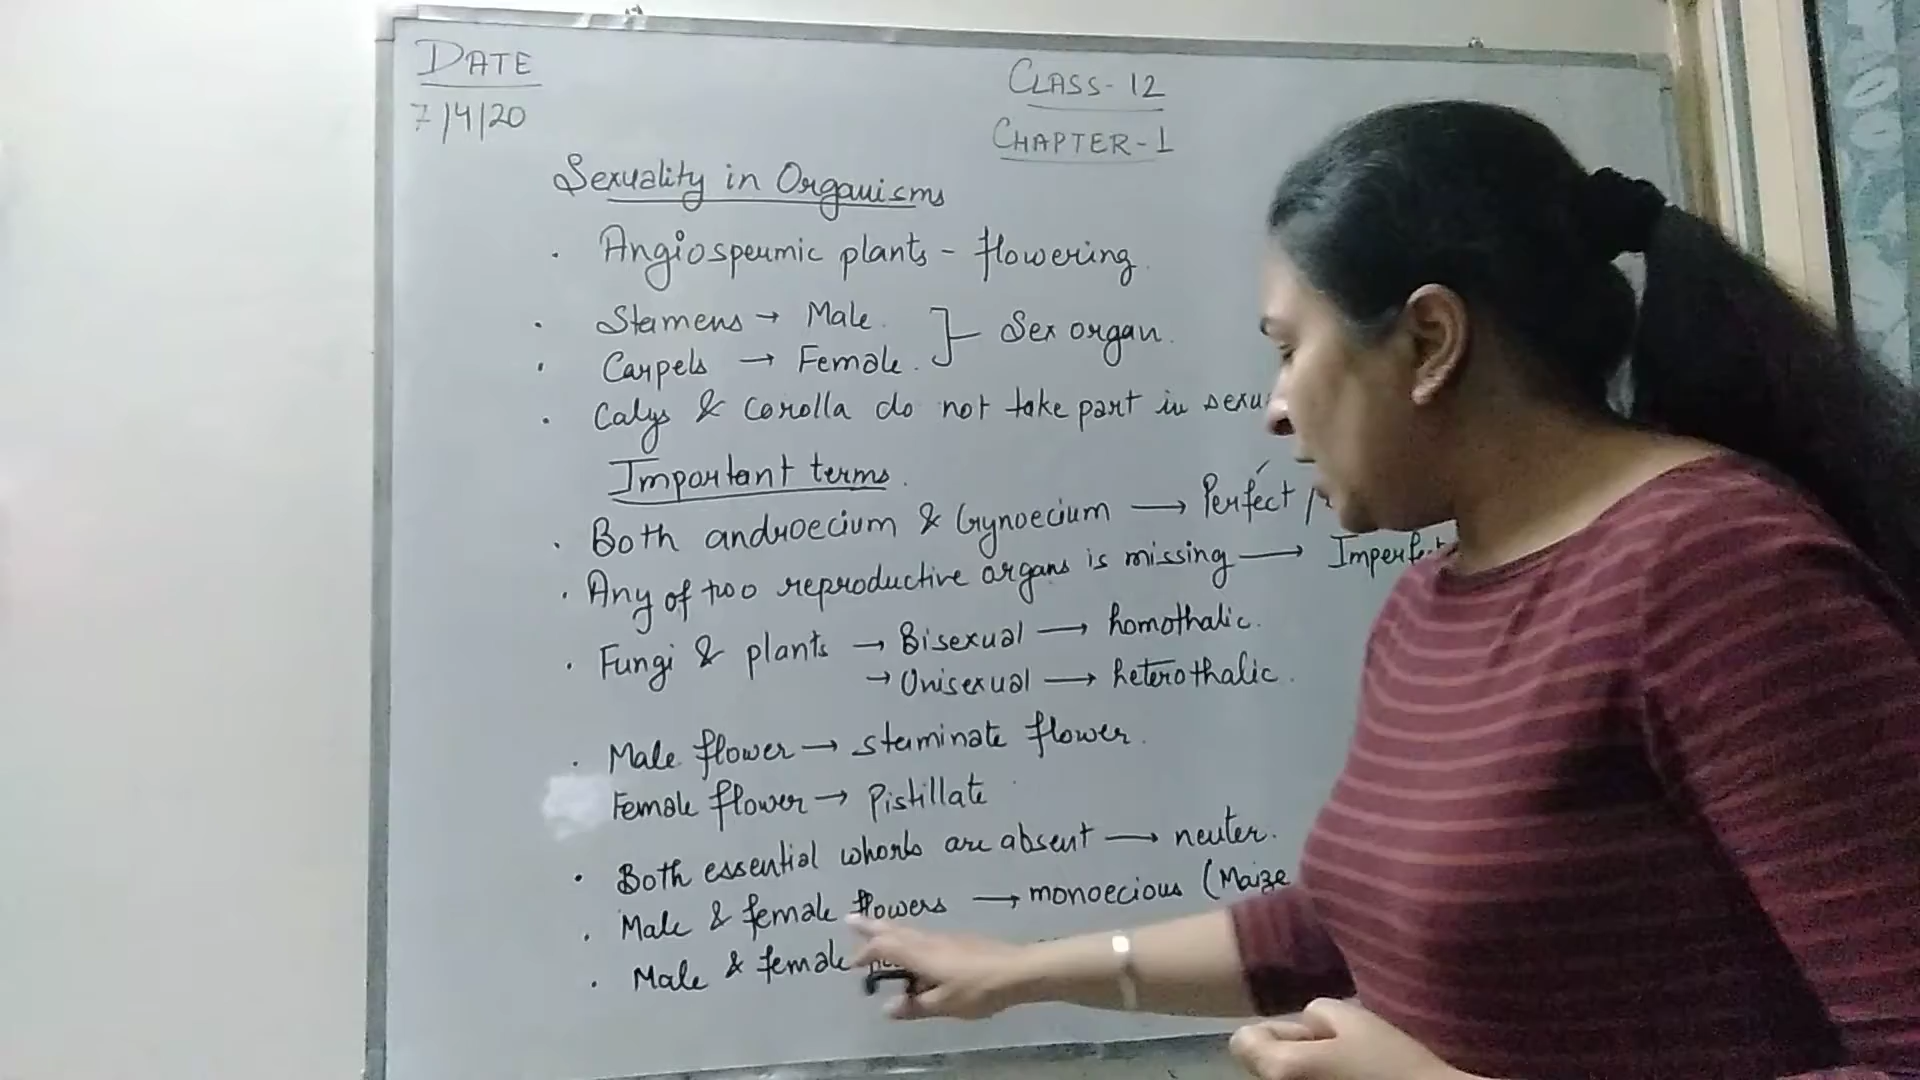 DATE
7/4/20
CLASS-12
CHAPTER-1
Sexuality in Organisms
. Angiospermic plants - flowering.
. Stamens → Male.
. Carpels → Female. ] - Sex organ.
. Calys & Corolla do not take part in sexu
Important terms.
. Both androecium & Gynoecium → Perfect /
. Any of two reproductive organs is missing → Imperfect
. Fungi & plants → Bisexual → homothalic.
→ Unisexual → heterothalic.
. Male flower → staminate flower.
Female flower → Pistillate
. Both essential whorls are absent → neuter.
. Male & female flowers → monoecious (Maize
. Male & female